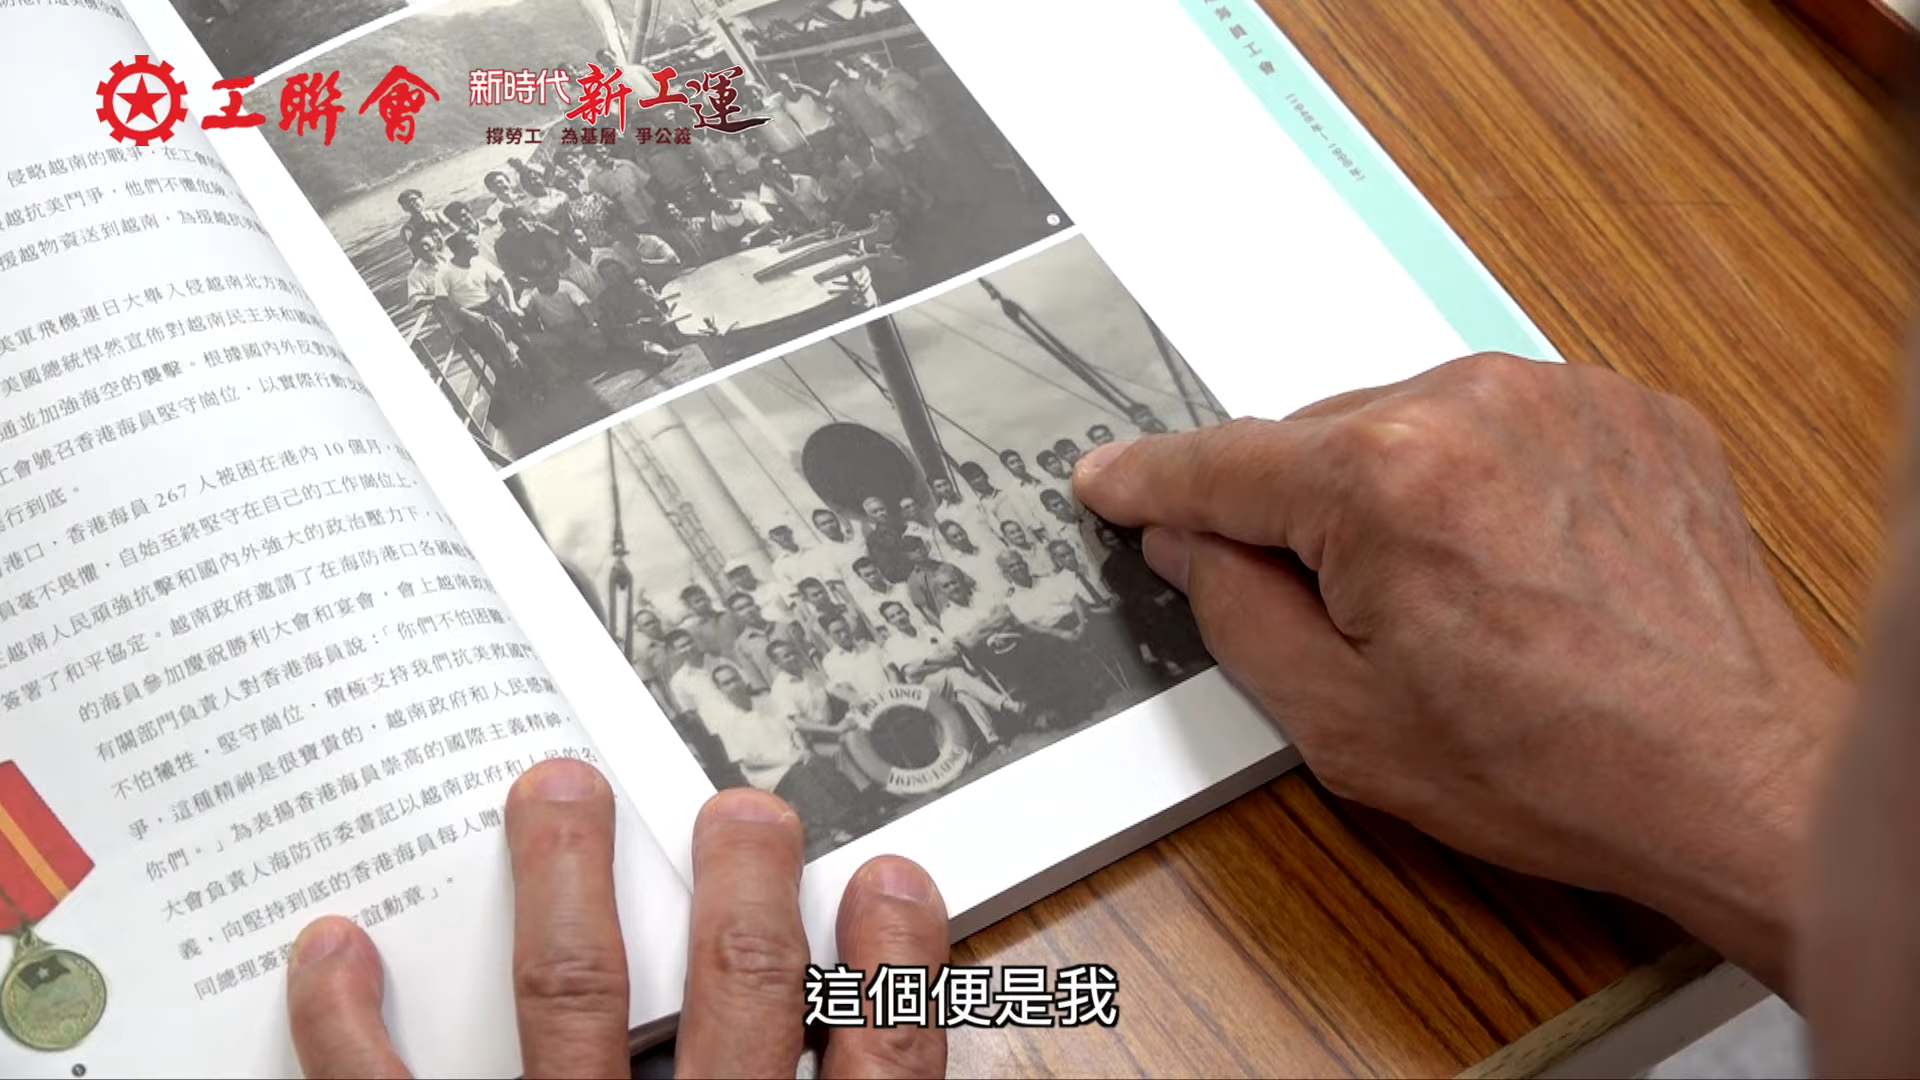 工聯會
新時代新工運
撐勞工 為基層 爭公義
侵略越南的戰爭，在工會
越抗美鬥爭，他們不懼危險，
援越物資送到越南，為援越抗美
美軍飛機連日大舉入侵越南北方
美國總統悍然宣佈對越南民主共和國
通並加強海空的襲擊。根據國內外反對
工會號召香港海員堅守崗位，以實際行動支
行到底。
港口，香港海員 267 人被困在港內 10 個月，
員毫不畏懼，自始至終堅守在自己的工作崗位上，
越南人民頑強抗擊和國內外強大的政治壓力下，
簽署了和平協定。越南政府邀請了在海防港口各國
的海員參加慶祝勝利大會和宴會，會上越南政
有關部門負責人對香港海員說：「你們不怕困難，
不怕犧牲，堅守崗位，積極支持我們抗美救國
爭，這種精神是很寶貴的，越南政府和人民感
你們。」為表揚香港海員崇高的國際主義精神，
大會負責人海防市委書記以越南政府和人民的名
義，向堅持到底的香港海員每人贈
同總理簽 誼勳章」。
海員工會
HONG KONG
這個便是我